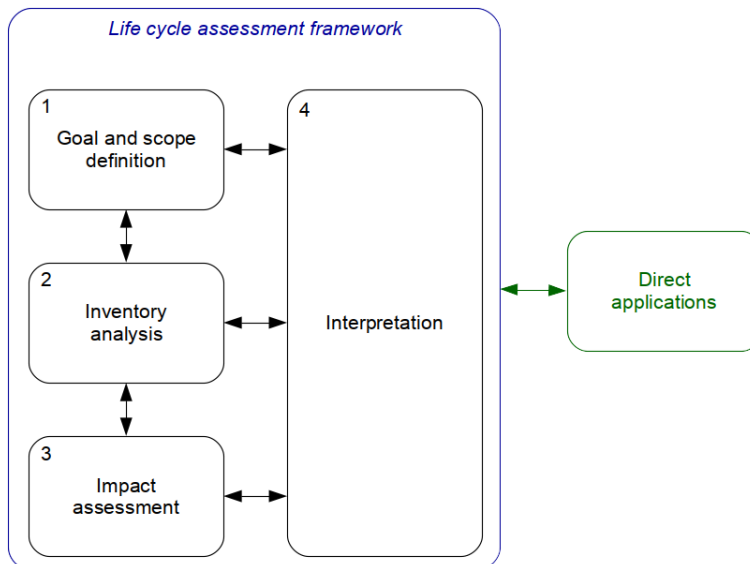 Life cycle assessment framework
1
Goal and scope
definition
2
Inventory
analysis
3
Impact
assessment
4
Interpretation
Direct
applications